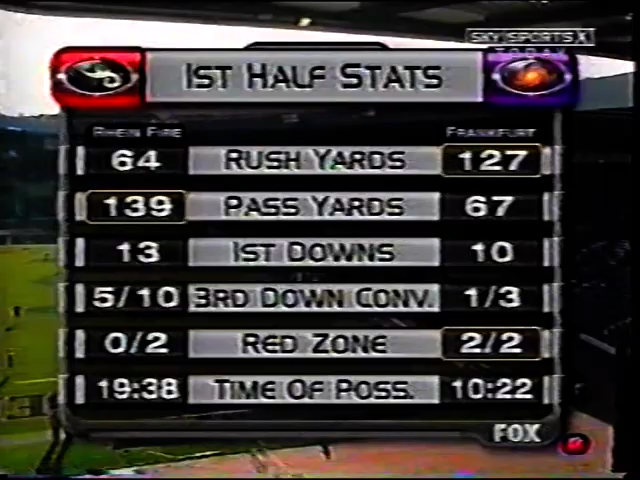 SKY SPORTS X
TODAY
1ST HALF STATS
RHEIN FIRE FRANKFURT
64 RUSH YARDS 127
139 PASS YARDS 67
13 1ST DOWNS 10
5/10 3RD DOWN CONV. 1/3
0/2 RED ZONE 2/2
19:38 TIME OF POSS. 10:22
FOX